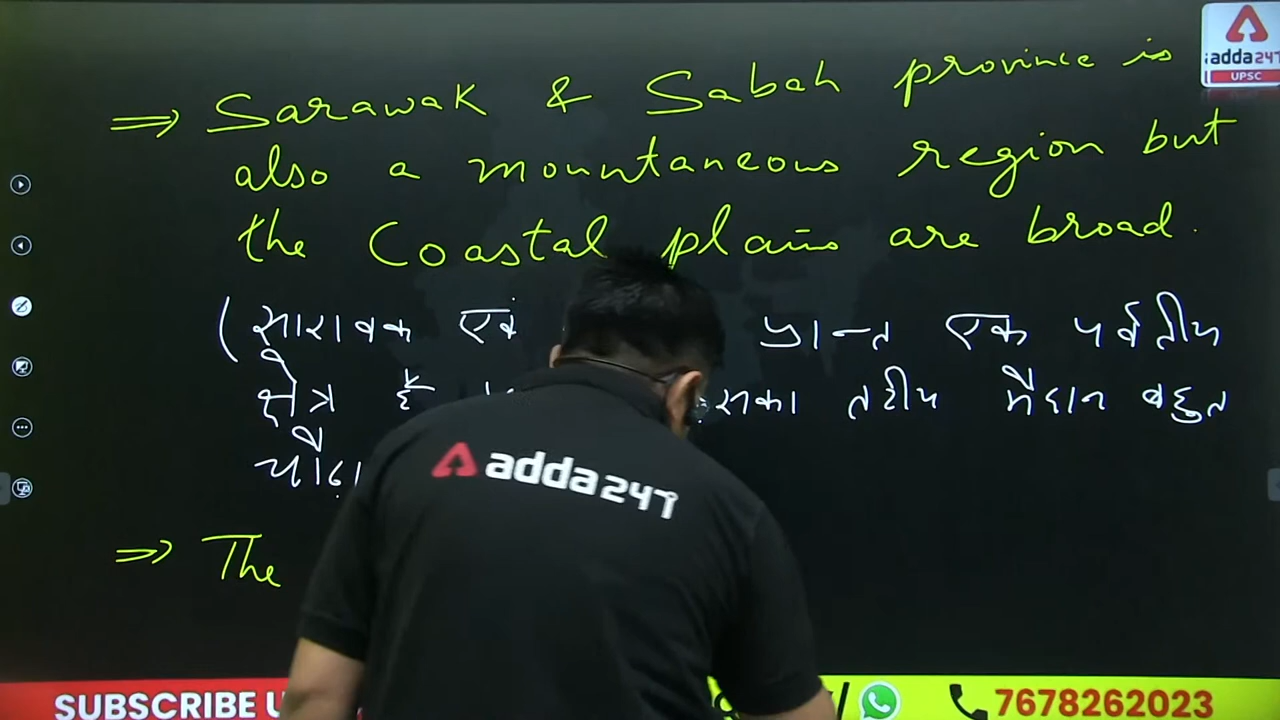 adda247
UPSC
⇒ Sarawak & Sabah province is
also a mountaneous region but
the Coastal plains are broad.
(सारावक एवं प्रान्त एक पर्वतीय
क्षेत्र है सका तटीय मैदान बहुत
चौड़ा
adda247
⇒ The
SUBSCRIBE
7678262023